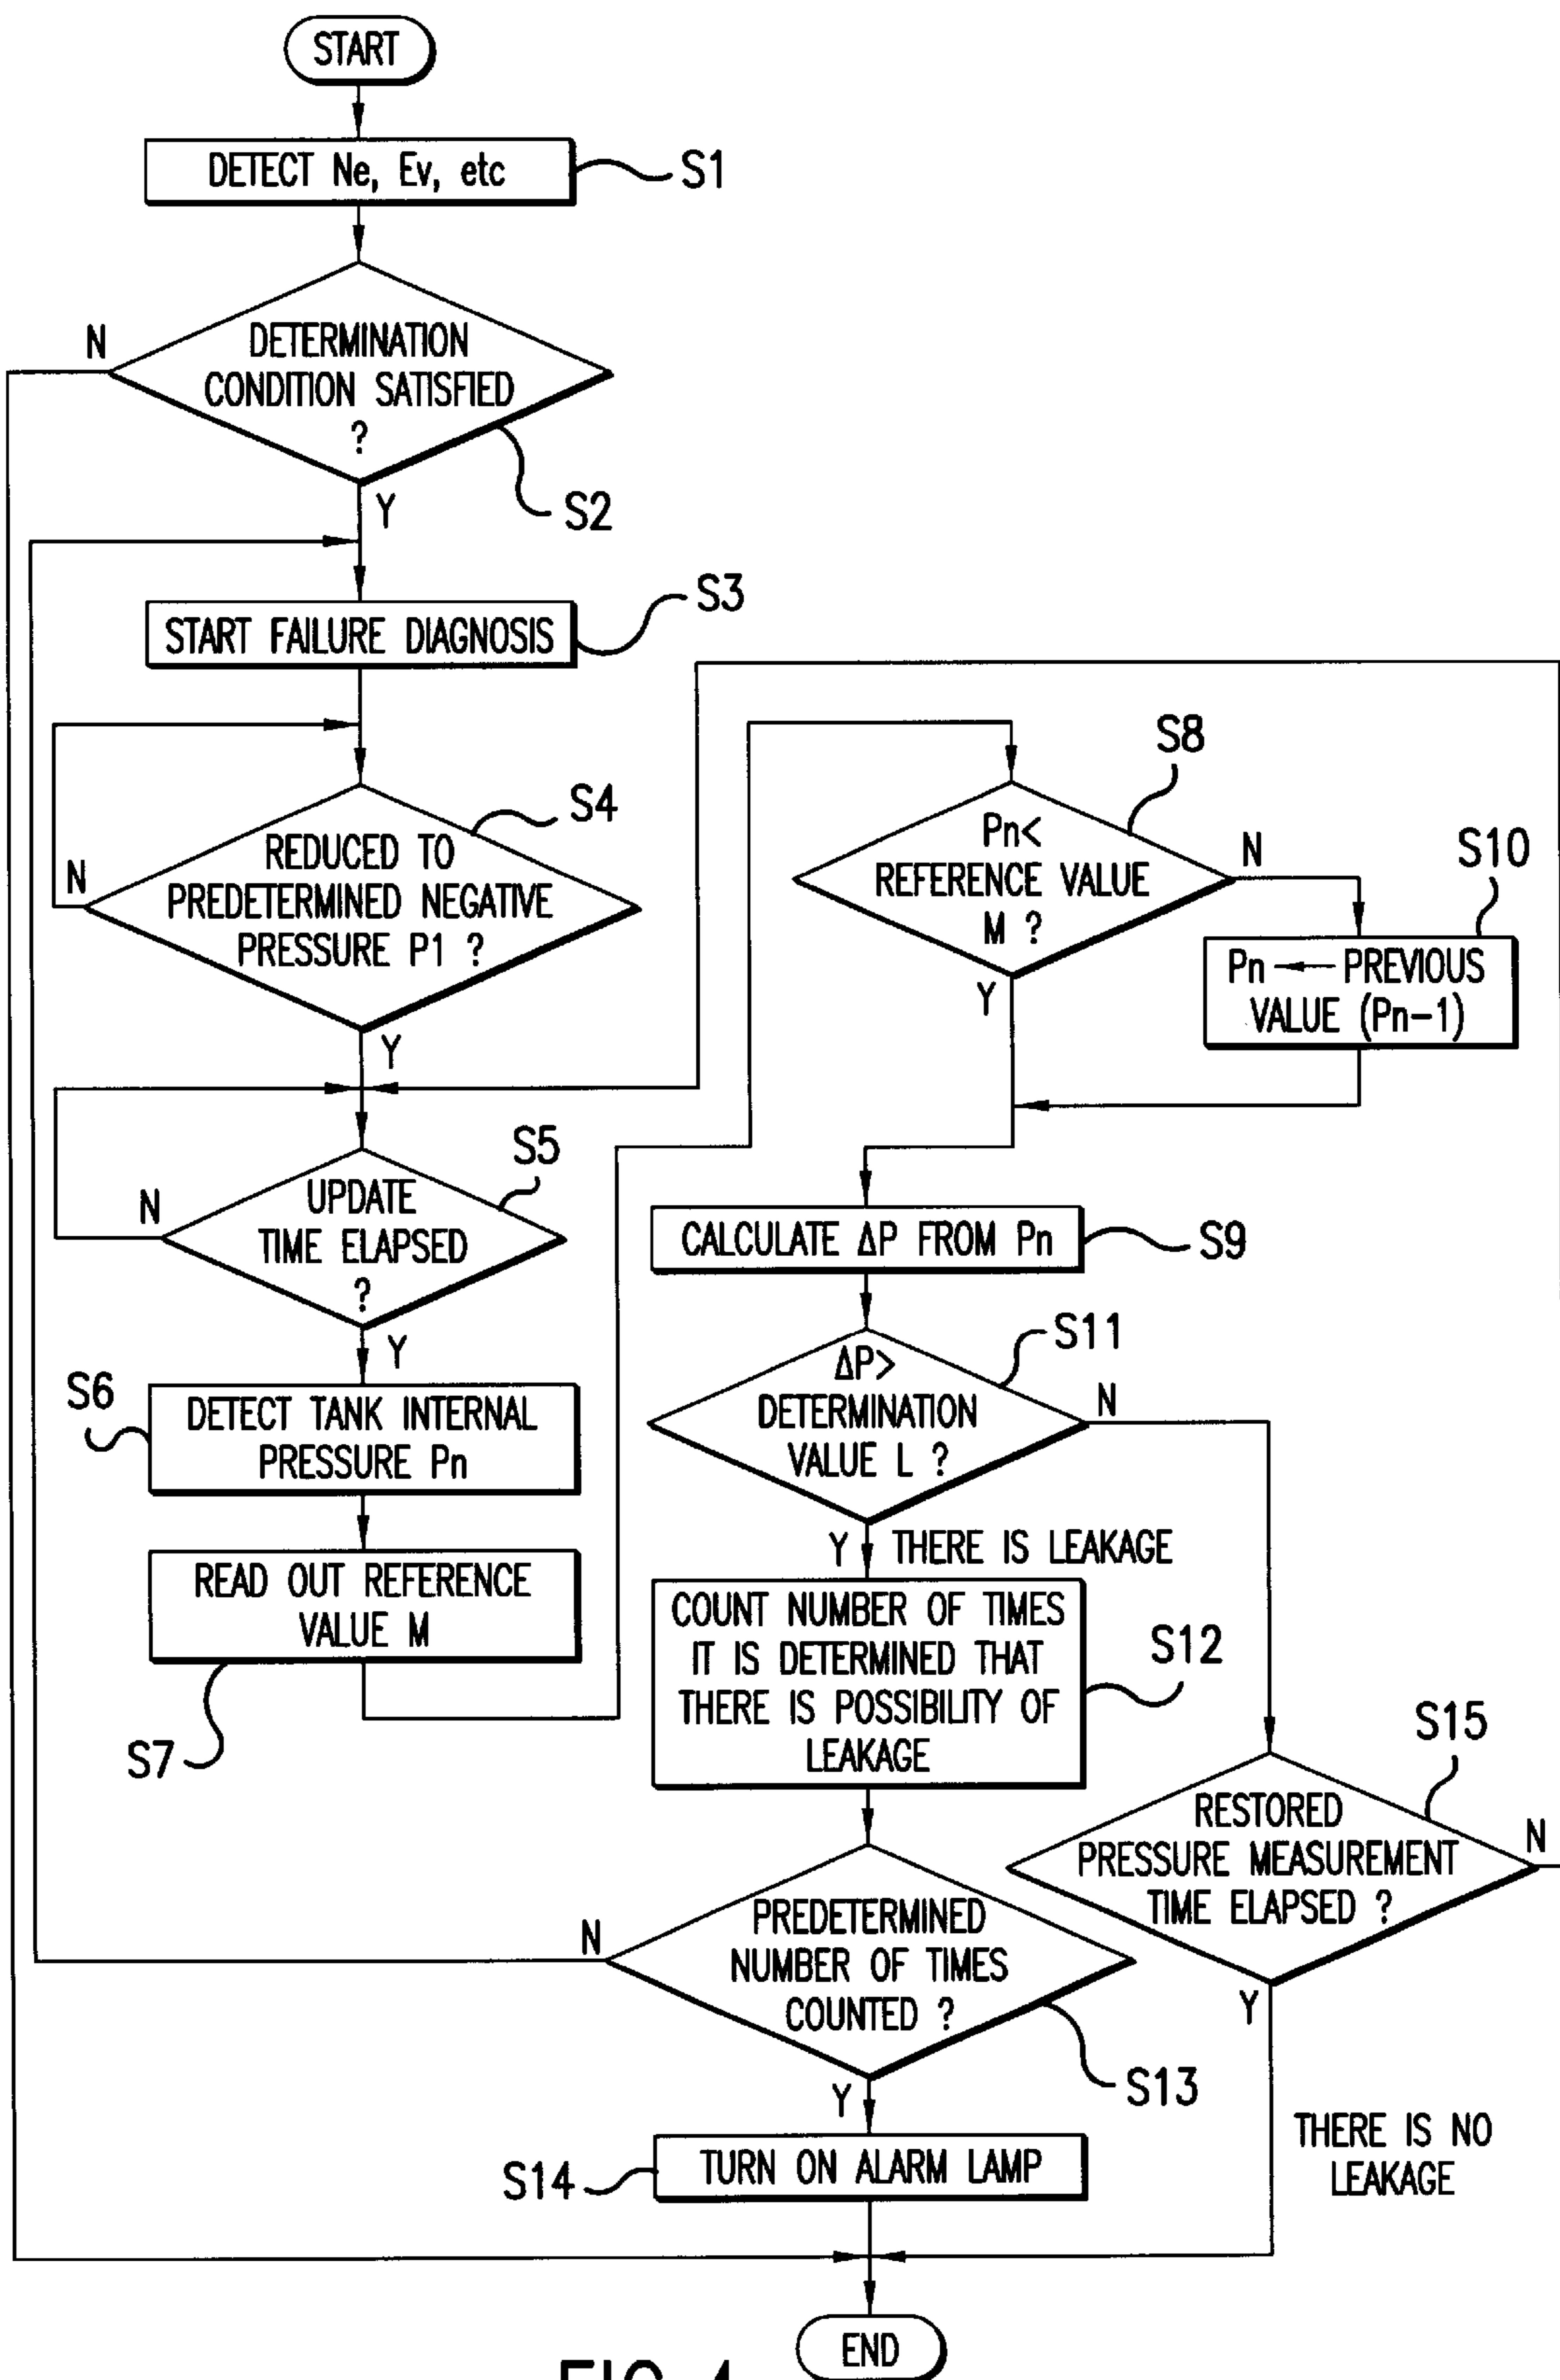 START
DETECT Ne, Ev, etc
S1
N
DETERMINATION
CONDITION SATISFIED
?
Y
S2
START FAILURE DIAGNOSIS
S3
S4
REDUCED TO
PREDETERMINED NEGATIVE
PRESSURE P1 ?
N
Y
S5
UPDATE
TIME ELAPSED
?
N
Y
S6
DETECT TANK INTERNAL
PRESSURE Pn
READ OUT REFERENCE
VALUE M
S7
S8
Pn<
REFERENCE VALUE
M ?
N
Y
S10
Pn ← PREVIOUS
VALUE (Pn-1)
CALCULATE ΔP FROM Pn
S9
S11
ΔP>
DETERMINATION
VALUE L ?
N
Y
THERE IS LEAKAGE
COUNT NUMBER OF TIMES
IT IS DETERMINED THAT
THERE IS POSSIBILITY OF
LEAKAGE
S12
S15
RESTORED
PRESSURE MEASUREMENT
TIME ELAPSED ?
N
Y
N
PREDETERMINED
NUMBER OF TIMES
COUNTED ?
S13
Y
THERE IS NO
LEAKAGE
S14
TURN ON ALARM LAMP
END